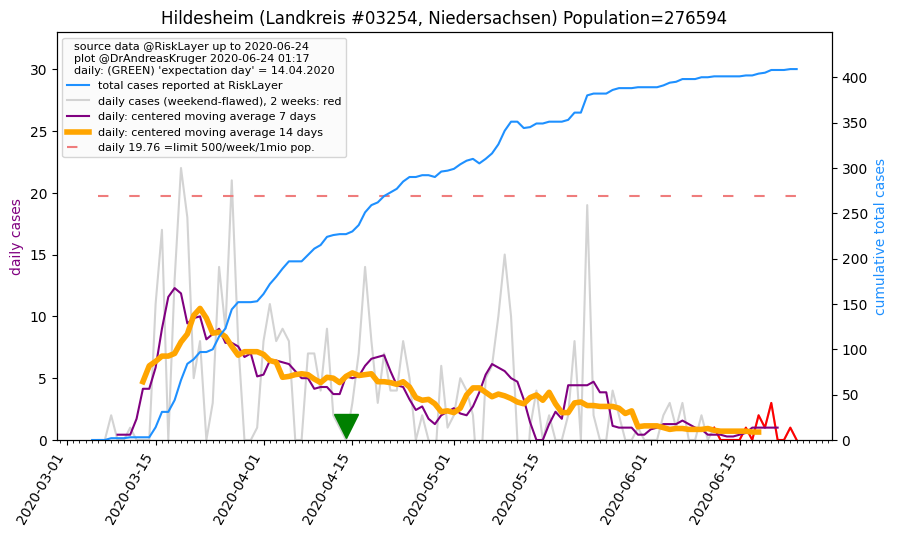 Hildesheim (Landkreis #03254, Niedersachsen) Population=276594
source data @RiskLayer up to 2020-06-24
plot @DrAndreasKruger 2020-06-24 01:17
daily: (GREEN) 'expectation day' = 14.04.2020
total cases reported at RiskLayer
daily cases (weekend-flawed), 2 weeks: red
daily: centered moving average 7 days
daily: centered moving average 14 days
daily 19.76 =limit 500/week/1mio pop.
daily cases
30
25
20
15
10
5
0
400
350
300
250
200
150
100
50
0
cumulative total cases
2020-03-01
2020-03-15
2020-04-01
2020-04-15
2020-05-01
2020-05-15
2020-06-01
2020-06-15